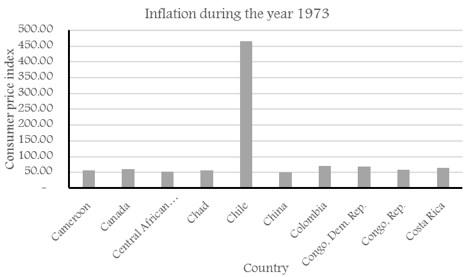 Inflation during the year 1973
Consumer price index
500.00
450.00
400.00
350.00
300.00
250.00
200.00
150.00
100.00
50.00
-
Cameroon
Canada
Central African...
Chad
Chile
China
Colombia
Congo, Dem. Rep.
Congo, Rep.
Costa Rica
Country